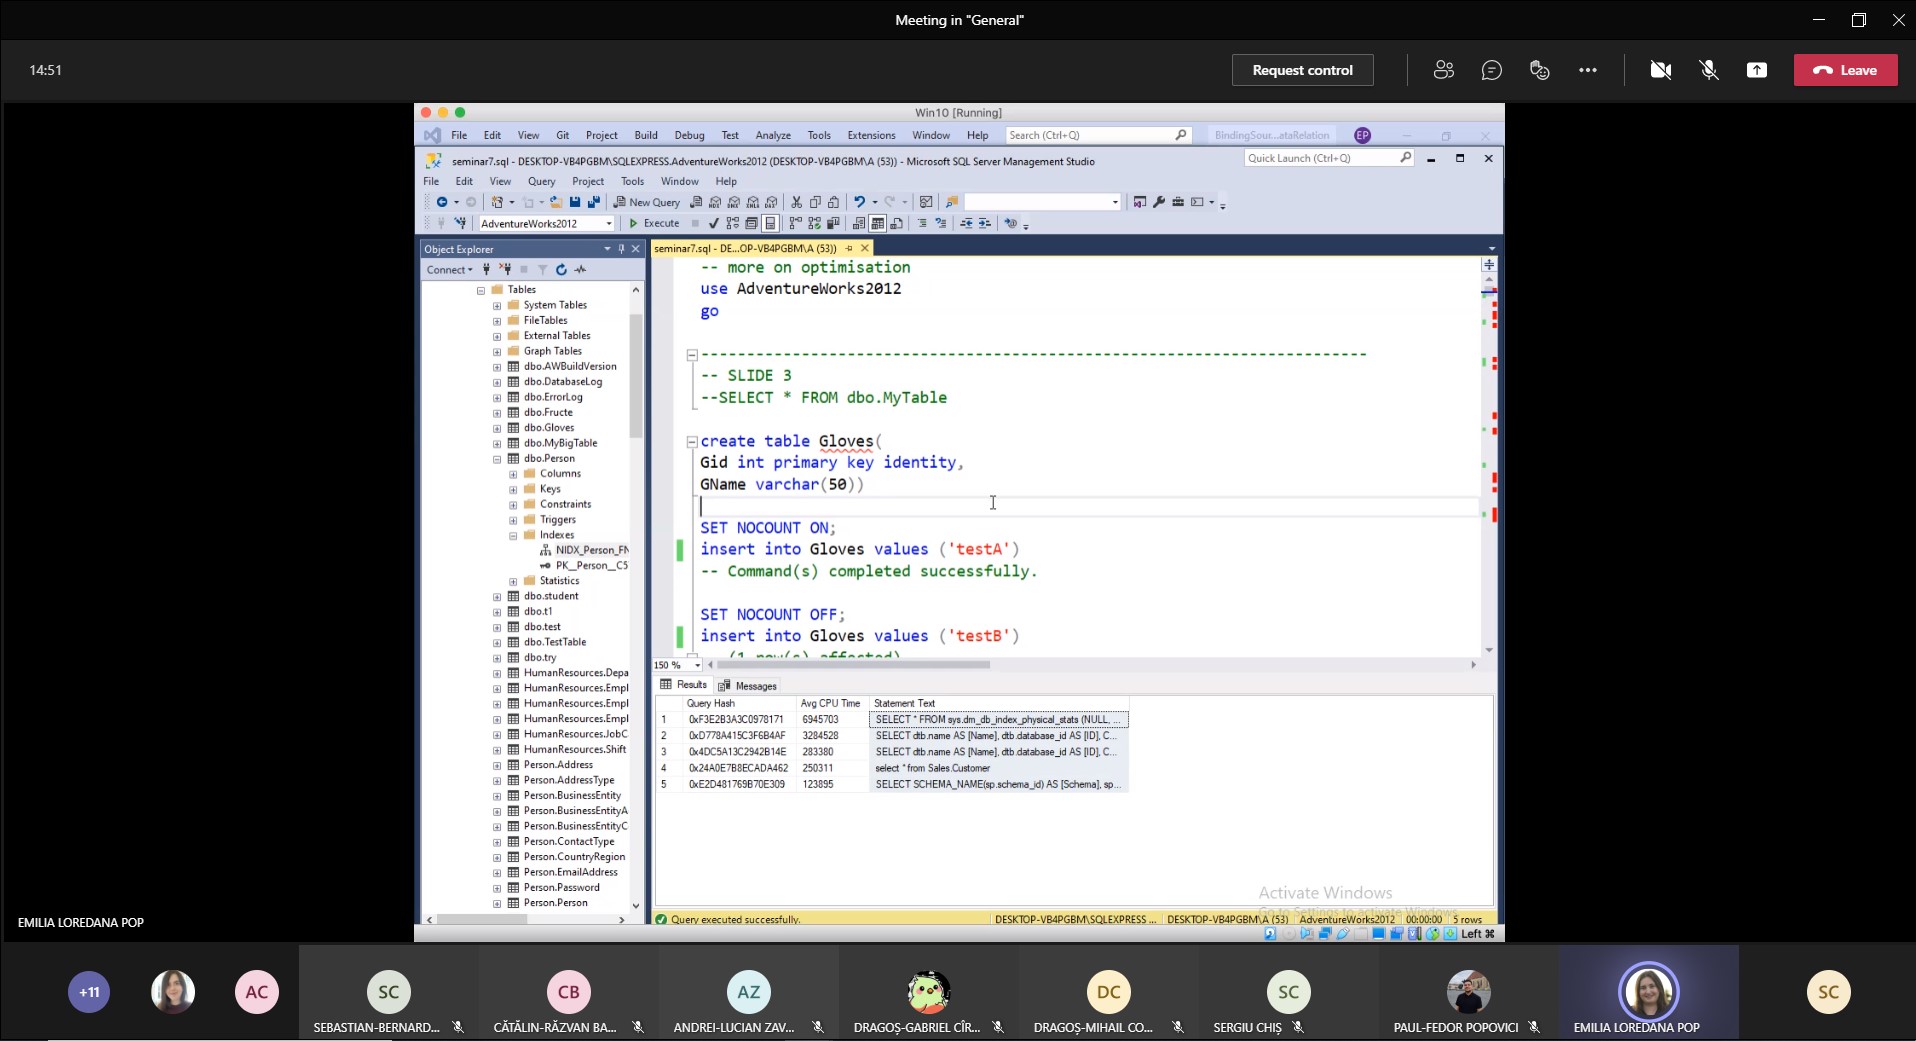 Meeting in "General"
14:51
Request control
Leave
Win10 [Running]
File Edit View Git Project Build Debug Test Analyze Tools Extensions Window Help Search (Ctrl+Q) BindingSour...ataRelation EP
seminar7.sql - DESKTOP-VB4PGBM\SQLEXPRESS.AdventureWorks2012 (DESKTOP-VB4PGBM\A (53)) - Microsoft SQL Server Management Studio
Quick Launch (Ctrl+Q)
File Edit View Query Project Tools Window Help
New Query
AdventureWorks2012 Execute
Object Explorer
Connect
Tables
System Tables
FileTables
External Tables
Graph Tables
dbo.AWBuildVersion
dbo.DatabaseLog
dbo.ErrorLog
dbo.Fructe
dbo.Gloves
dbo.MyBigTable
dbo.Person
Columns
Keys
Constraints
Triggers
Indexes
NIDX_Person_FN
PK__Person__C5
Statistics
dbo.student
dbo.t1
dbo.test
dbo.TestTable
dbo.try
HumanResources.Depa
HumanResources.Empl
HumanResources.Empl
HumanResources.Empl
HumanResources.JobC
HumanResources.Shift
Person.Address
Person.AddressType
Person.BusinessEntity
Person.BusinessEntityA
Person.BusinessEntityC
Person.ContactType
Person.CountryRegion
Person.EmailAddress
Person.Password
Person.Person
seminar7.sql - DE...OP-VB4PGBM\A (53))
-- more on optimisation
use AdventureWorks2012
go
-------------------------------------------------------------------------
-- SLIDE 3
--SELECT * FROM dbo.MyTable
create table Gloves(
Gid int primary key identity,
GName varchar(50))
SET NOCOUNT ON;
insert into Gloves values ('testA')
-- Command(s) completed successfully.
SET NOCOUNT OFF;
insert into Gloves values ('testB')
-- (1 row(s) affected)
150 %
Results Messages
Query Hash Avg CPU Time Statement Text
1 0xF3E2B3A3C0978171 6945703 SELECT * FROM sys.dm_db_index_physical_stats (NULL, ...
2 0xD778A415C3F6B4AF 3284528 SELECT dtb.name AS [Name], dtb.database_id AS [ID], C...
3 0x4DC5A13C2942B14E 283380 SELECT dtb.name AS [Name], dtb.database_id AS [ID], C...
4 0x24A0E7B8ECADA462 250311 select * from Sales.Customer
5 0xE2D481769B70E309 123895 SELECT SCHEMA_NAME(sp.schema_id) AS [Schema], sp...
Activate Windows
Go to Settings to activate Windows.
Query executed successfully. DESKTOP-VB4PGBM\SQLEXPRESS ... DESKTOP-VB4PGBM\A (53) AdventureWorks2012 00:00:00 5 rows
Left ⌘
EMILIA LOREDANA POP
+11 AC SC CB AZ DC SC SC
SEBASTIAN-BERNARD... CĂTĂLIN-RĂZVAN BA... ANDREI-LUCIAN ZAV... DRAGOȘ-GABRIEL CÎR... DRAGOȘ-MIHAIL CO... SERGIU CHIȘ PAUL-FEDOR POPOVICI EMILIA LOREDANA POP